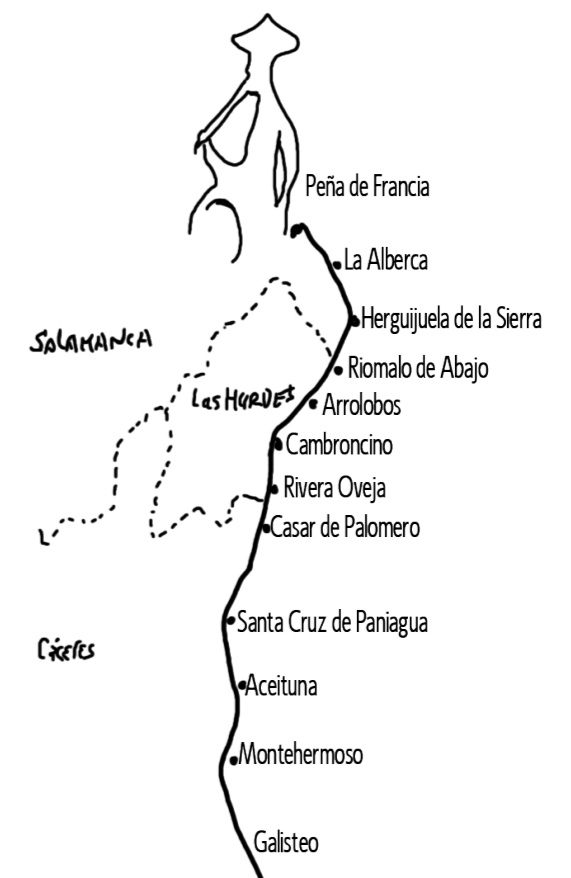 Peña de Francia
La Alberca
Herguijuela de la Sierra
SALAMANCA
Riomalo de Abajo
Las HURDES
Arrolobos
Cambroncino
Rivera Oveja
Casar de Palomero
Santa Cruz de Paniagua
CáCeres
Aceituna
Montehermoso
Galisteo